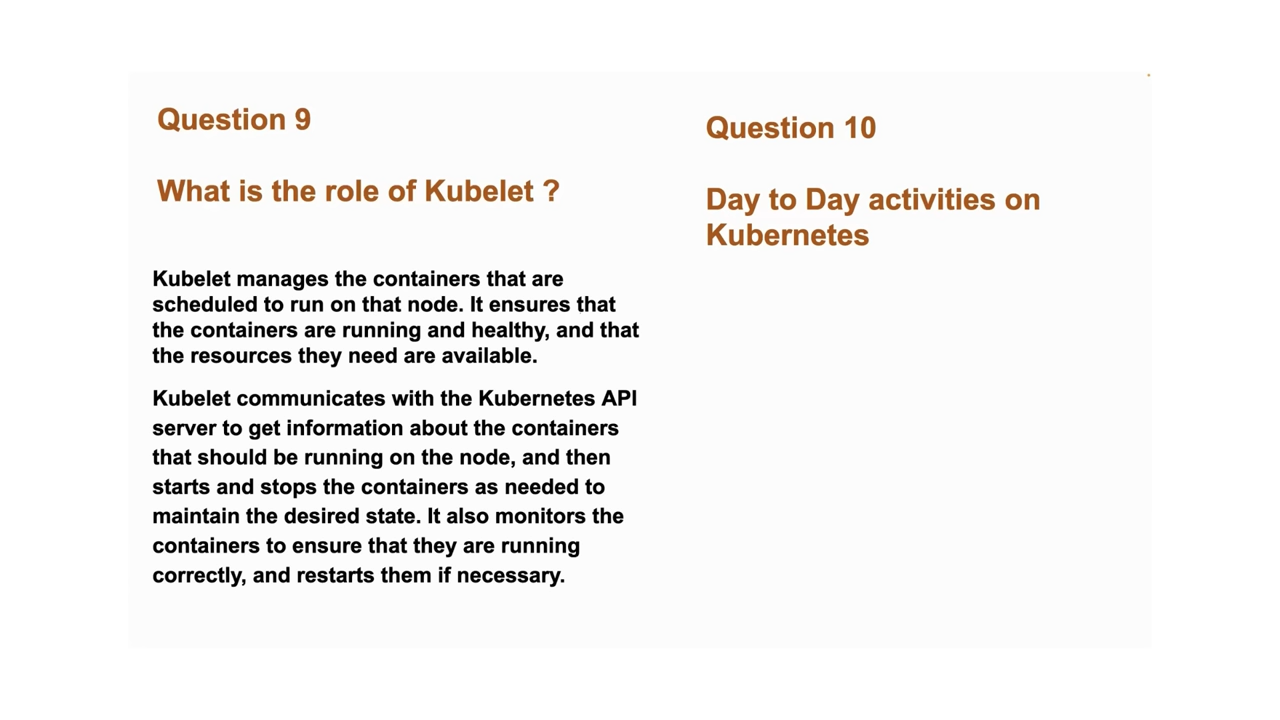 Question 9
What is the role of Kubelet ?
Kubelet manages the containers that are
scheduled to run on that node. It ensures that
the containers are running and healthy, and that
the resources they need are available.
Kubelet communicates with the Kubernetes API
server to get information about the containers
that should be running on the node, and then
starts and stops the containers as needed to
maintain the desired state. It also monitors the
containers to ensure that they are running
correctly, and restarts them if necessary.
Question 10
Day to Day activities on
Kubernetes